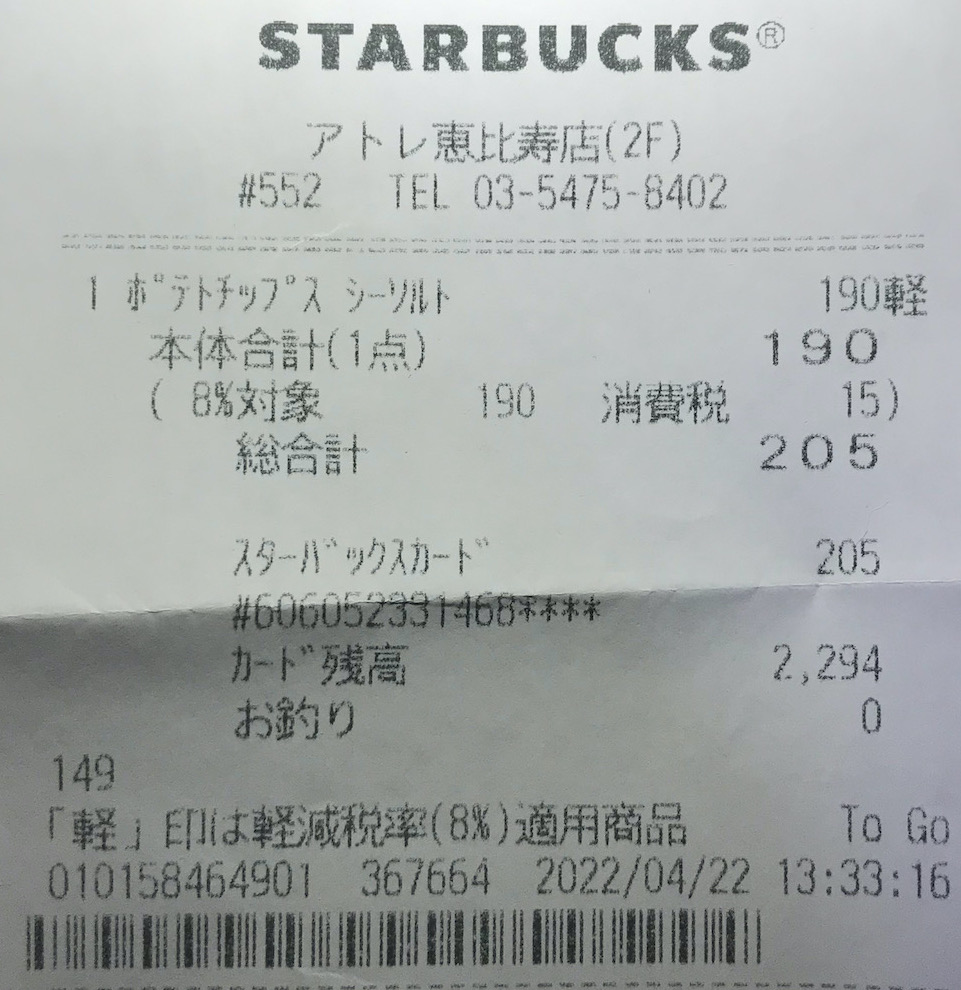 STARBUCKS®
アトレ恵比寿店(2F)
#552 TEL 03-5475-8402
1 ﾎﾟﾃﾄﾁｯﾌﾟｽ ｼｰｿﾙﾄ 190軽
本体合計(1点) 190
( 8%対象 190 消費税 15)
総合計 205
ｽﾀｰﾊﾞｯｸｽｶｰﾄﾞ 205
#606052331468****
ｶｰﾄﾞ残高 2,294
お釣り 0
149
「軽」印は軽減税率(8%)適用商品 To Go
010158464901 367664 2022/04/22 13:33:16